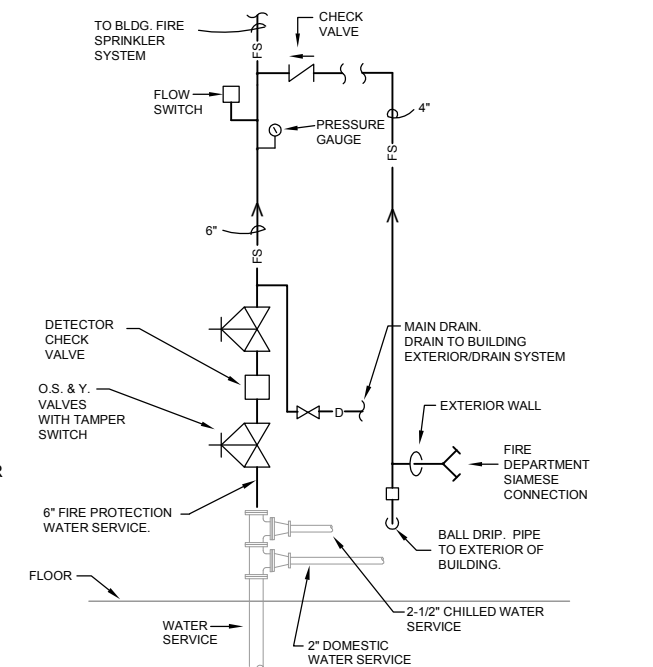 TO BLDG. FIRE
SPRINKLER
SYSTEM
CHECK
VALVE
FS
FLOW
SWITCH
4"
PRESSURE
GAUGE
FS
6"
FS
DETECTOR
CHECK
VALVE
MAIN DRAIN.
DRAIN TO BUILDING
EXTERIOR/DRAIN SYSTEM
O.S. & Y.
VALVES
WITH TAMPER
SWITCH
D
EXTERIOR WALL
FIRE
DEPARTMENT
SIAMESE
CONNECTION
R
6" FIRE PROTECTION
WATER SERVICE.
BALL DRIP. PIPE
TO EXTERIOR OF
BUILDING.
FLOOR
2-1/2" CHILLED WATER
SERVICE
WATER
SERVICE
2" DOMESTIC
WATER SERVICE